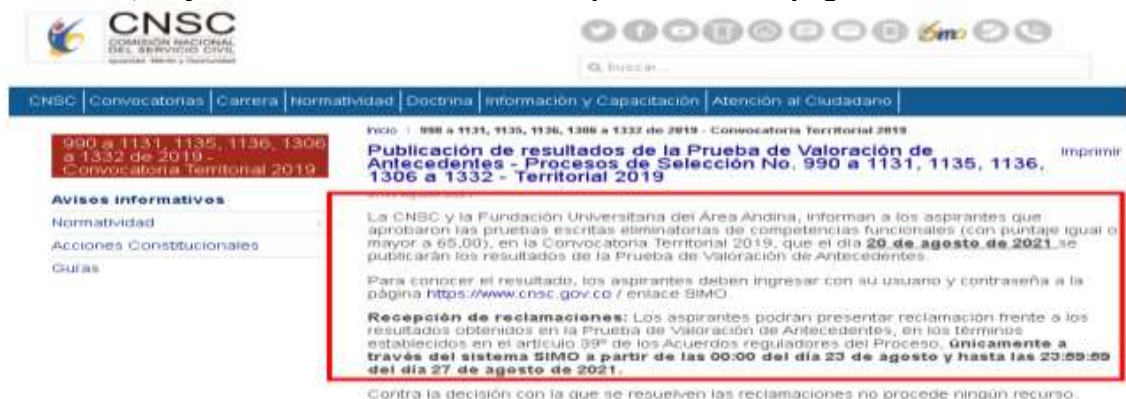 CNSC
COMISIÓN NACIONAL
DEL SERVICIO CIVIL
Igualdad, Mérito y Oportunidad
simo
buscar...
CNSC Convocatorias Carrera Normatividad Doctrina Información y Capacitación Atención al Ciudadano
990 a 1131, 1135, 1136, 1306
a 1332 de 2019 -
Convocatoria Territorial 2019
Avisos informativos
Normatividad
Acciones Constitucionales
Guías
Inicio 990 a 1131, 1135, 1136, 1306 a 1332 de 2019 - Convocatoria Territorial 2019
Publicación de resultados de la Prueba de Valoración de
Antecedentes - Procesos de Selección No. 990 a 1131, 1135, 1136,
1306 a 1332 - Territorial 2019
Imprimir
La CNSC y la Fundación Universitaria del Área Andina, informan a los aspirantes que
aprobaron las pruebas escritas eliminatorias de competencias funcionales (con puntaje igual o
mayor a 65,00), en la Convocatoria Territorial 2019, que el día 20 de agosto de 2021 se
publicarán los resultados de la Prueba de Valoración de Antecedentes.
Para conocer el resultado, los aspirantes deben ingresar con su usuario y contraseña a la
página https://www.cnsc.gov.co / enlace SIMO.
Recepción de reclamaciones: Los aspirantes podrán presentar reclamación frente a los
resultados obtenidos en la Prueba de Valoración de Antecedentes, en los términos
establecidos en el artículo 39º de los Acuerdos reguladores del Proceso, únicamente a
través del sistema SIMO a partir de las 00:00 del día 23 de agosto y hasta las 23:59:59
del día 27 de agosto de 2021.
Contra la decisión con la que se resuelven las reclamaciones no procede ningún recurso.